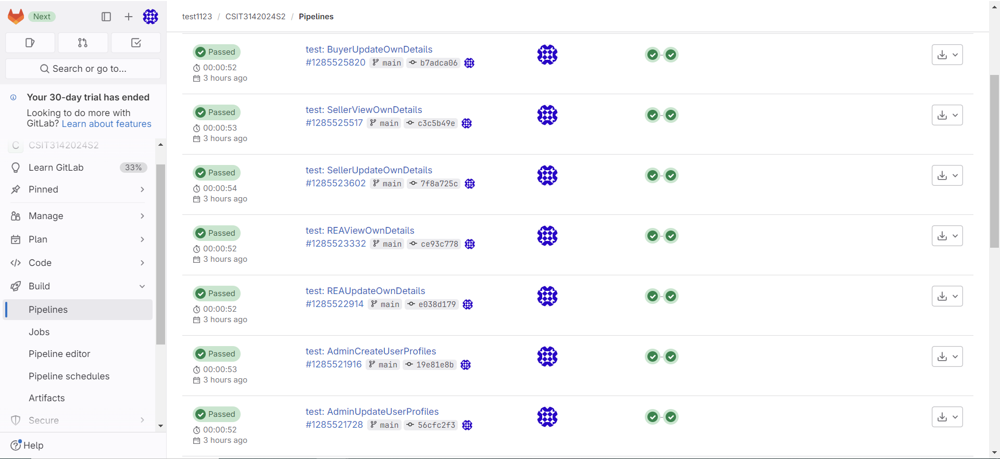 Next
test1123 / CSIT3142024S2 / Pipelines
Search or go to...
Your 30-day trial has ended
Looking to do more with
GitLab? Learn about features
C CSIT3142024S2
Learn GitLab 33%
Pinned
Manage
Plan
Code
Build
Pipelines
Jobs
Pipeline editor
Pipeline schedules
Artifacts
Secure
Help
Passed
00:00:52
3 hours ago
test: BuyerUpdateOwnDetails
#1285525820 main b7adca06
Passed
00:00:53
3 hours ago
test: SellerViewOwnDetails
#1285525517 main c3c5b49e
Passed
00:00:54
3 hours ago
test: SellerUpdateOwnDetails
#1285523602 main 7f8a725c
Passed
00:00:52
3 hours ago
test: REAViewOwnDetails
#1285523332 main ce93c778
Passed
00:00:52
3 hours ago
test: REAUpdateOwnDetails
#1285522914 main e038d179
Passed
00:00:53
3 hours ago
test: AdminCreateUserProfiles
#1285521916 main 19e81e8b
Passed
00:00:52
3 hours ago
test: AdminUpdateUserProfiles
#1285521728 main 56cfc2f3